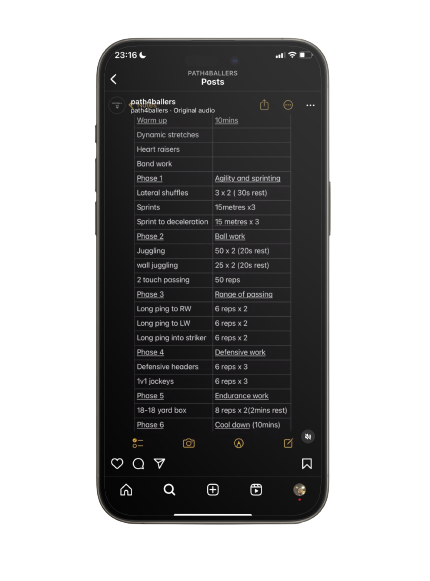 23:16
PATH4BALLERS
Posts
path4ballers
path4ballers · Original audio
Warm up 10mins
Dynamic stretches
Heart raisers
Band work
Phase 1 Agility and sprinting
Lateral shuffles 3 x 2 ( 30s rest)
Sprints 15metres x3
Sprint to deceleration 15 metres x 3
Phase 2 Ball work
Juggling 50 x 2 (20s rest)
wall juggling 25 x 2 (20s rest)
2 touch passing 50 reps
Phase 3 Range of passing
Long ping to RW 6 reps x 2
Long ping to LW 6 reps x 2
Long ping into striker 6 reps x 2
Phase 4 Defensive work
Defensive headers 6 reps x 3
1v1 jockeys 6 reps x 3
Phase 5 Endurance work
18-18 yard box 8 reps x 2(2mins rest)
Phase 6 Cool down (10mins)